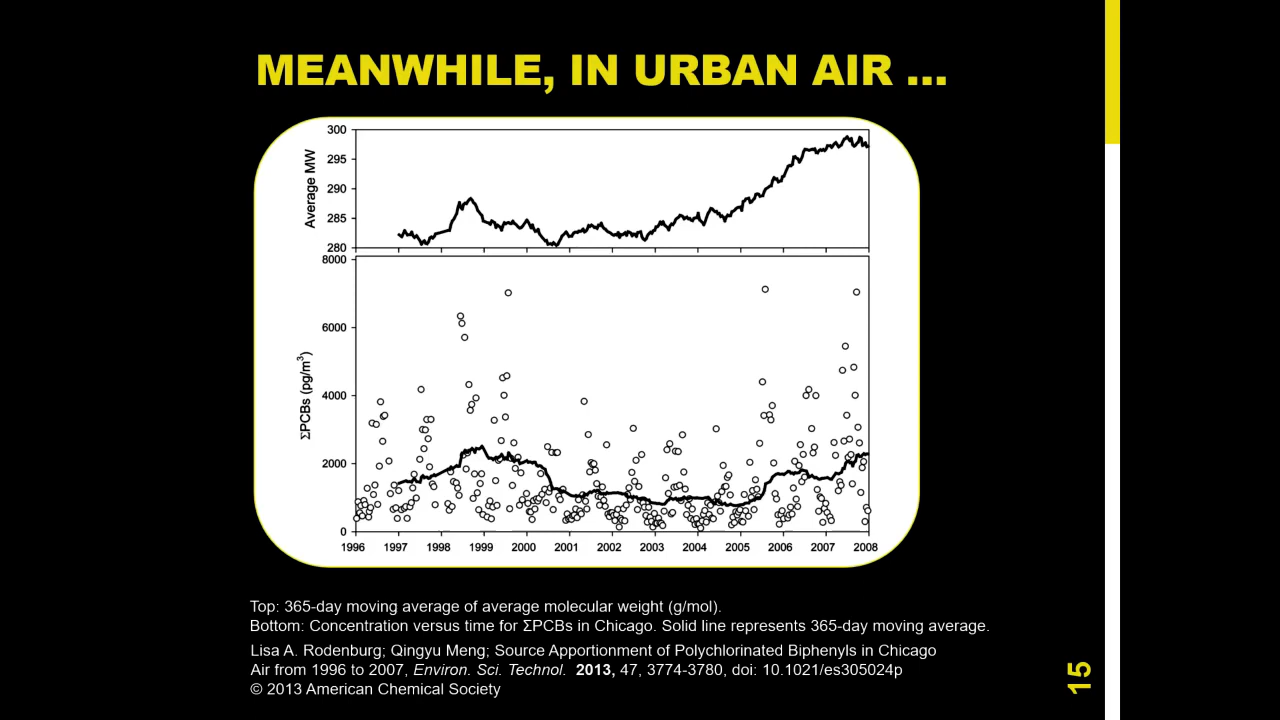 MEANWHILE, IN URBAN AIR ...
Average MW
300
295
290
285
280
ΣPCBs (pg/m³)
8000
6000
4000
2000
0
1996 1997 1998 1999 2000 2001 2002 2003 2004 2005 2006 2007 2008
Top: 365-day moving average of average molecular weight (g/mol).
Bottom: Concentration versus time for ΣPCBs in Chicago. Solid line represents 365-day moving average.
Lisa A. Rodenburg; Qingyu Meng; Source Apportionment of Polychlorinated Biphenyls in Chicago
Air from 1996 to 2007, Environ. Sci. Technol. 2013, 47, 3774-3780, doi: 10.1021/es305024p
© 2013 American Chemical Society
15